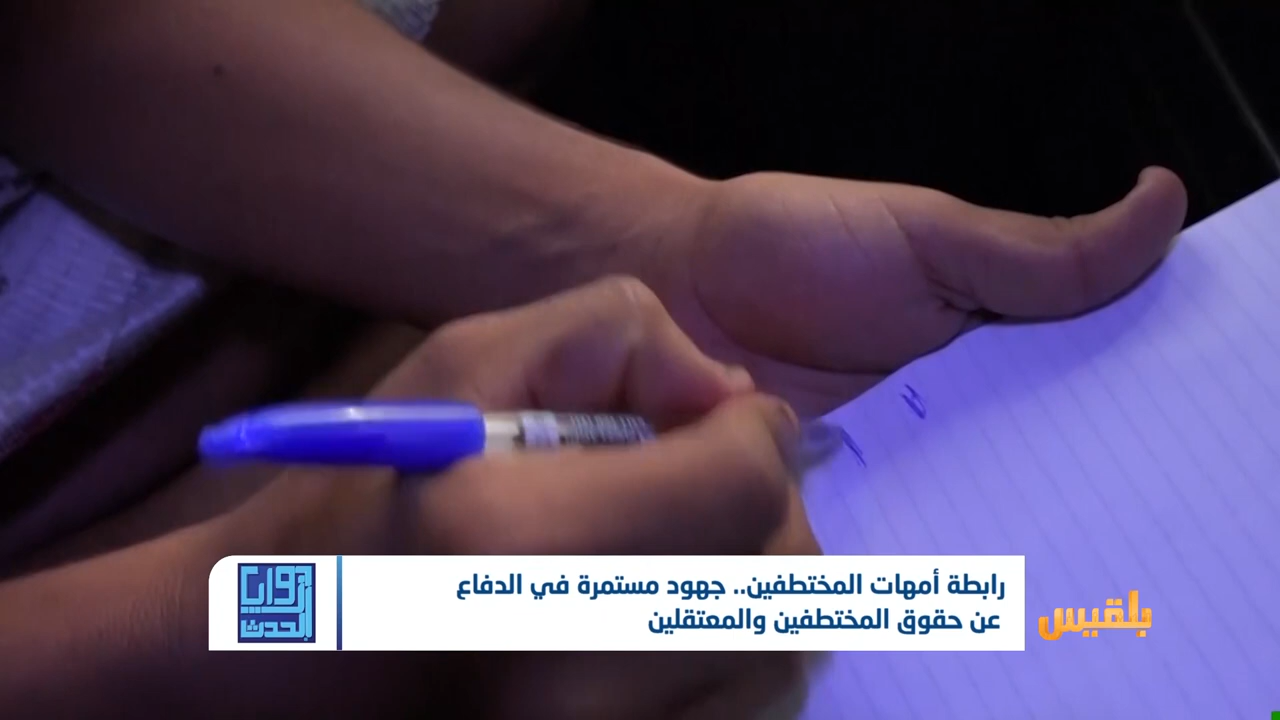 رابطة أمهات المختطفين.. جهود مستمرة في الدفاع
عن حقوق المختطفين والمعتقلين
زوايا
الحدث
بلقيس